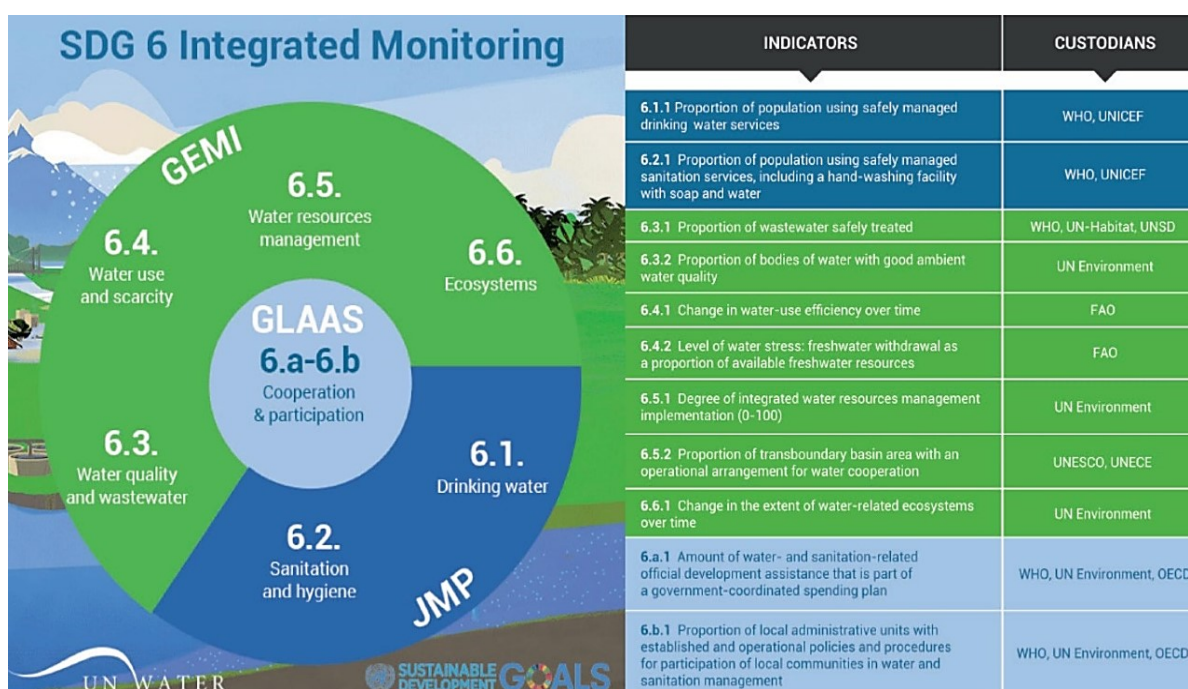 SDG 6 Integrated Monitoring
GEMI
6.5.
Water resources
management
6.4.
Water use
and scarcity
6.6.
Ecosystems
GLAAS
6.a-6.b
Cooperation
& participation
6.3.
Water quality
and wastewater
6.1.
Drinking water
6.2.
Sanitation
and hygiene
JMP
UN WATER
SUSTAINABLE
DEVELOPMENT
GOALS
INDICATORS
CUSTODIANS
6.1.1 Proportion of population using safely managed
drinking water services
WHO, UNICEF
6.2.1 Proportion of population using safely managed
sanitation services, including a hand-washing facility
with soap and water
WHO, UNICEF
6.3.1 Proportion of wastewater safely treated
WHO, UN-Habitat, UNSD
6.3.2 Proportion of bodies of water with good ambient
water quality
UN Environment
6.4.1 Change in water-use efficiency over time
FAO
6.4.2 Level of water stress: freshwater withdrawal as
a proportion of available freshwater resources
FAO
6.5.1 Degree of integrated water resources management
implementation (0-100)
UN Environment
6.5.2 Proportion of transboundary basin area with an
operational arrangement for water cooperation
UNESCO, UNECE
6.6.1 Change in the extent of water-related ecosystems
over time
UN Environment
6.a.1 Amount of water- and sanitation-related
official development assistance that is part of
a government-coordinated spending plan
WHO, UN Environment, OECD
6.b.1 Proportion of local administrative units with
established and operational policies and procedures
for participation of local communities in water and
sanitation management
WHO, UN Environment, OECD